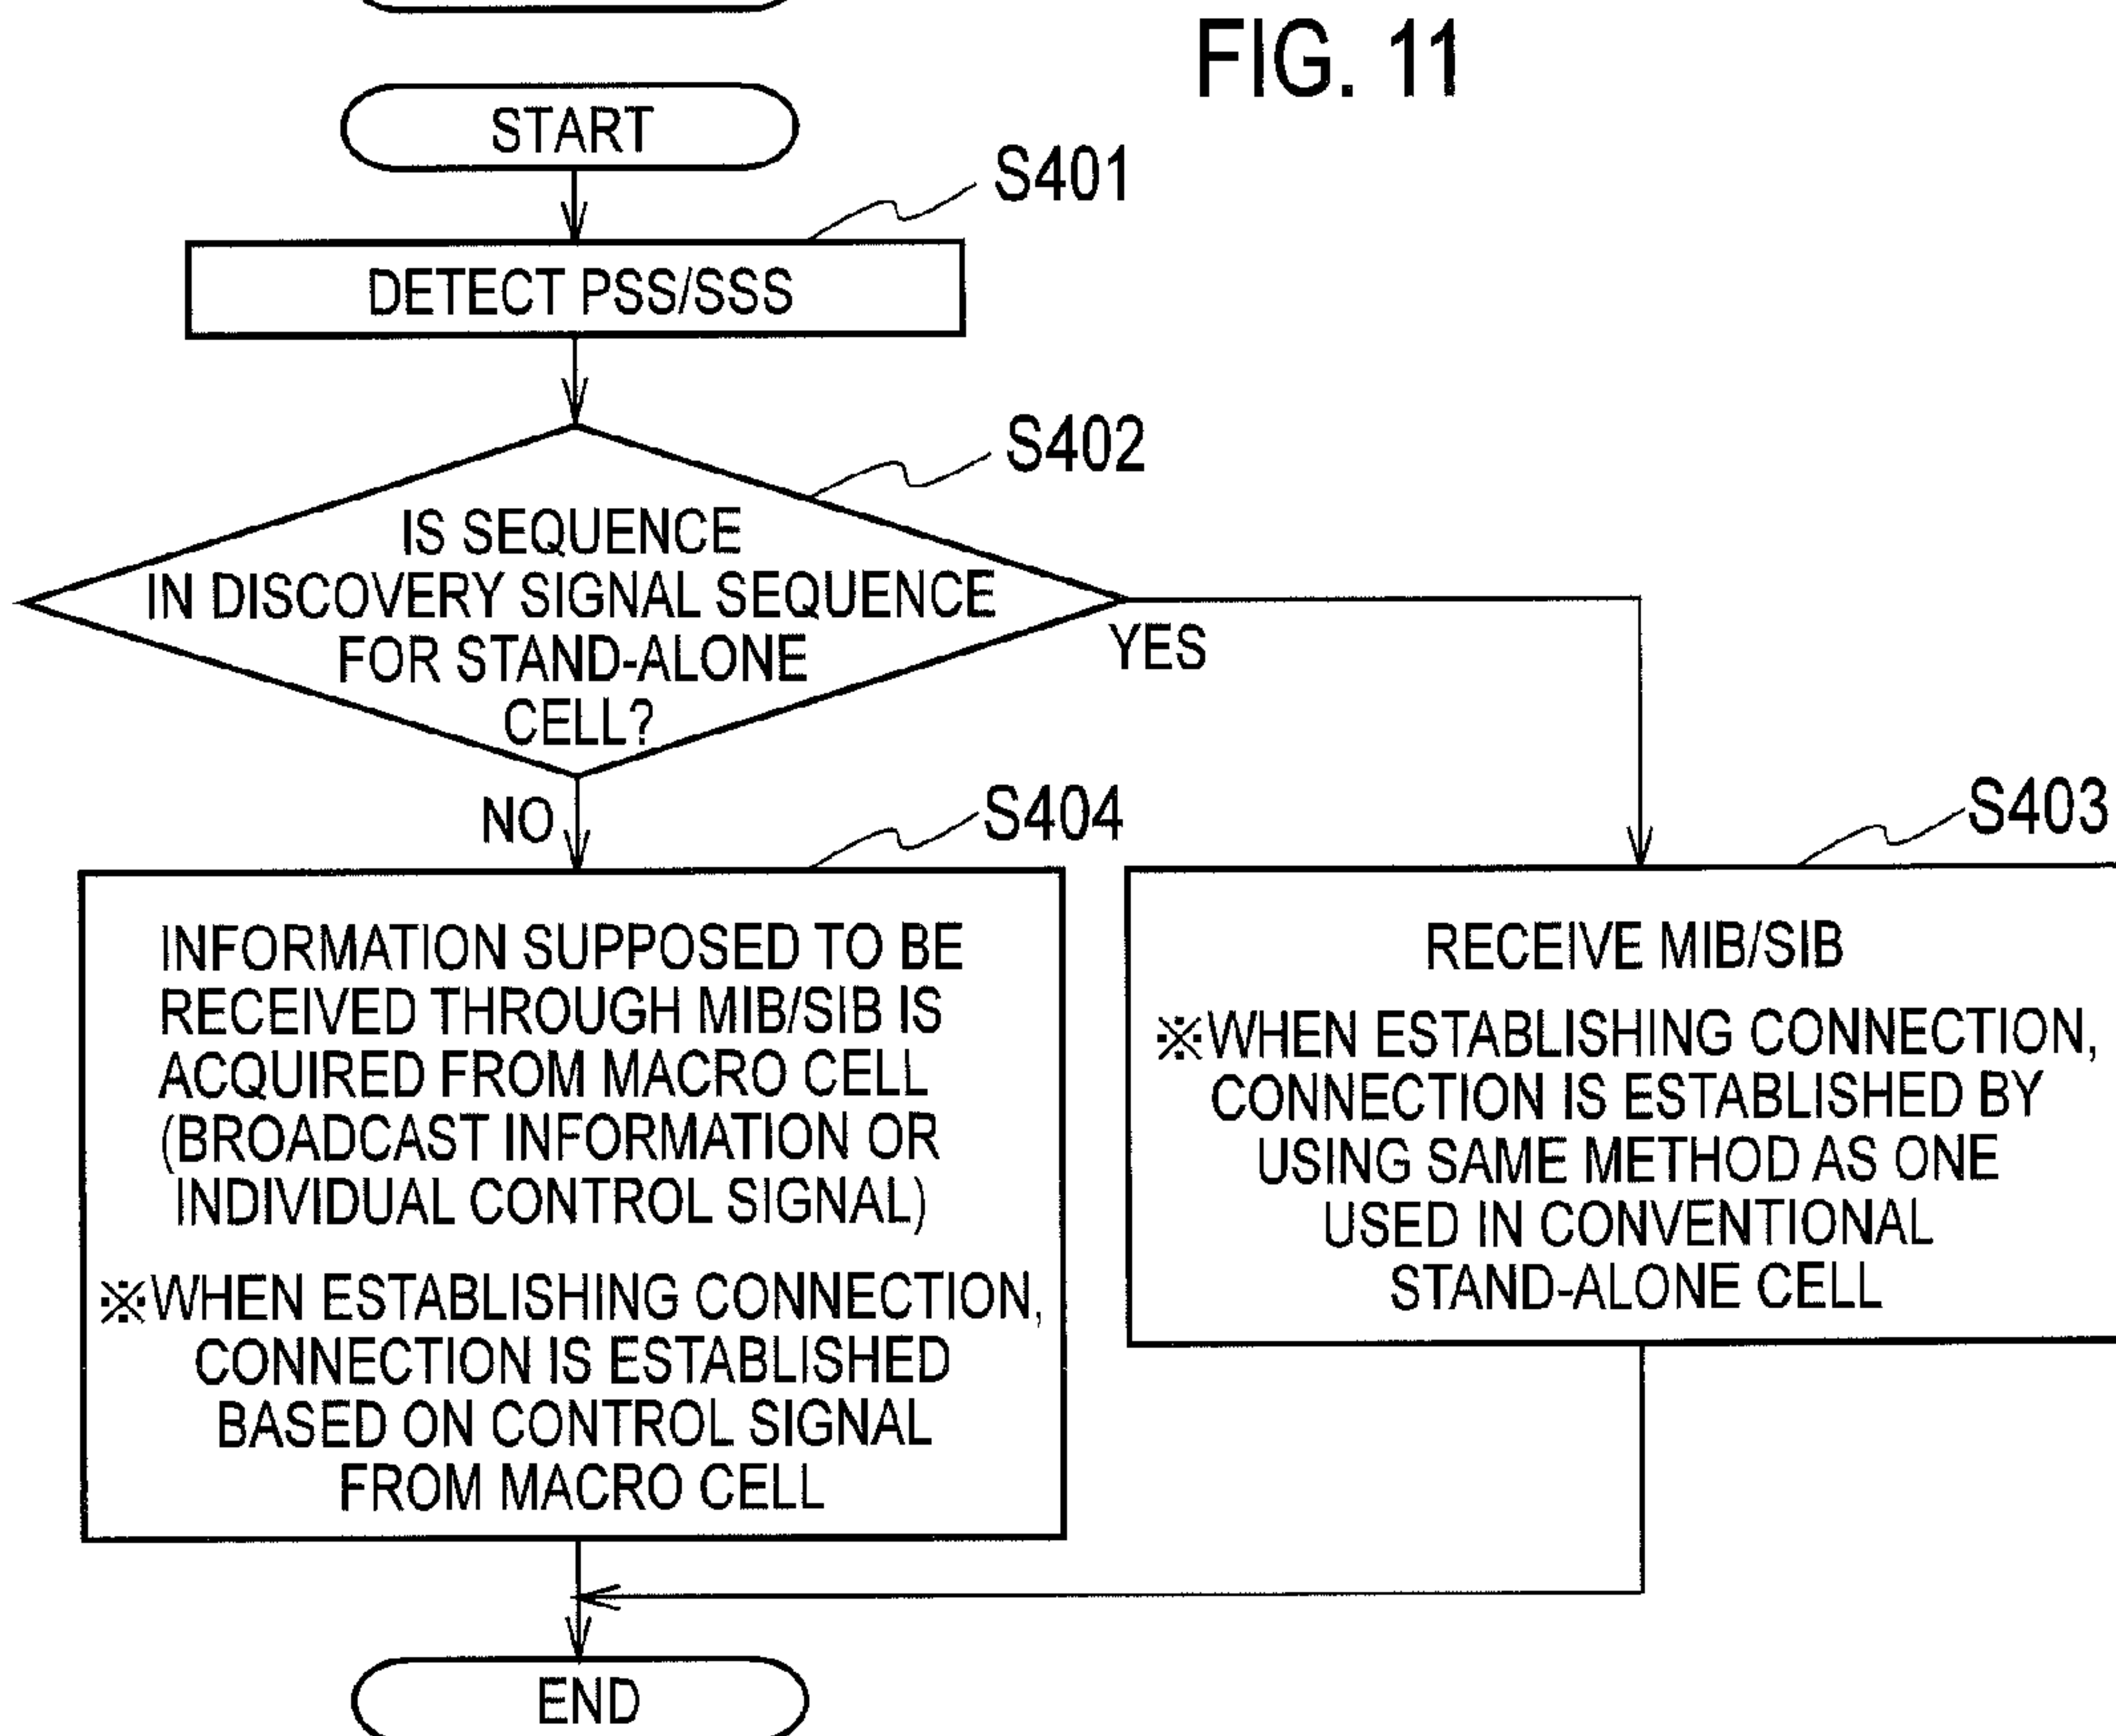 FIG. 11
START
S401
DETECT PSS/SSS
S402
IS SEQUENCE
IN DISCOVERY SIGNAL SEQUENCE
FOR STAND-ALONE
CELL?
YES
NO
S404
INFORMATION SUPPOSED TO BE
RECEIVED THROUGH MIB/SIB IS
ACQUIRED FROM MACRO CELL
(BROADCAST INFORMATION OR
INDIVIDUAL CONTROL SIGNAL)
※WHEN ESTABLISHING CONNECTION,
CONNECTION IS ESTABLISHED
BASED ON CONTROL SIGNAL
FROM MACRO CELL
S403
RECEIVE MIB/SIB
※WHEN ESTABLISHING CONNECTION,
CONNECTION IS ESTABLISHED BY
USING SAME METHOD AS ONE
USED IN CONVENTIONAL
STAND-ALONE CELL
END